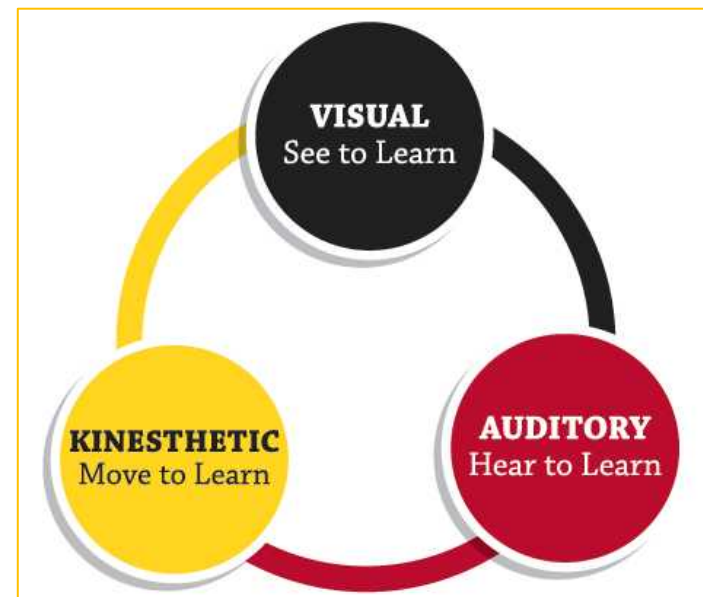 VISUAL
See to Learn
KINESTHETIC
Move to Learn
AUDITORY
Hear to Learn